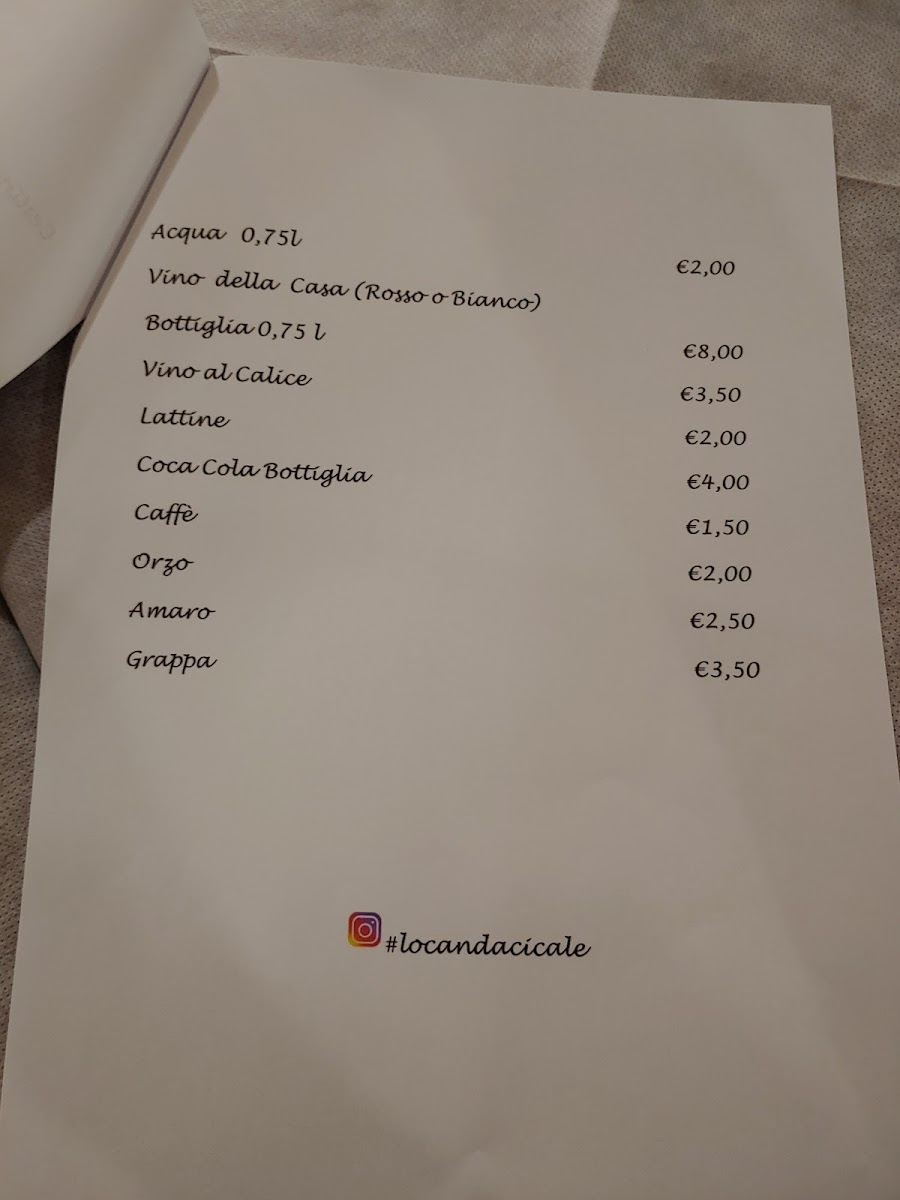 Acqua 0,75l €2,00
Vino della Casa (Rosso o Bianco)
Bottiglia 0,75 l €8,00
Vino al Calice €3,50
Lattine €2,00
Coca Cola Bottiglia €4,00
Caffè €1,50
Orzo €2,00
Amaro €2,50
Grappa €3,50
#locandacicale